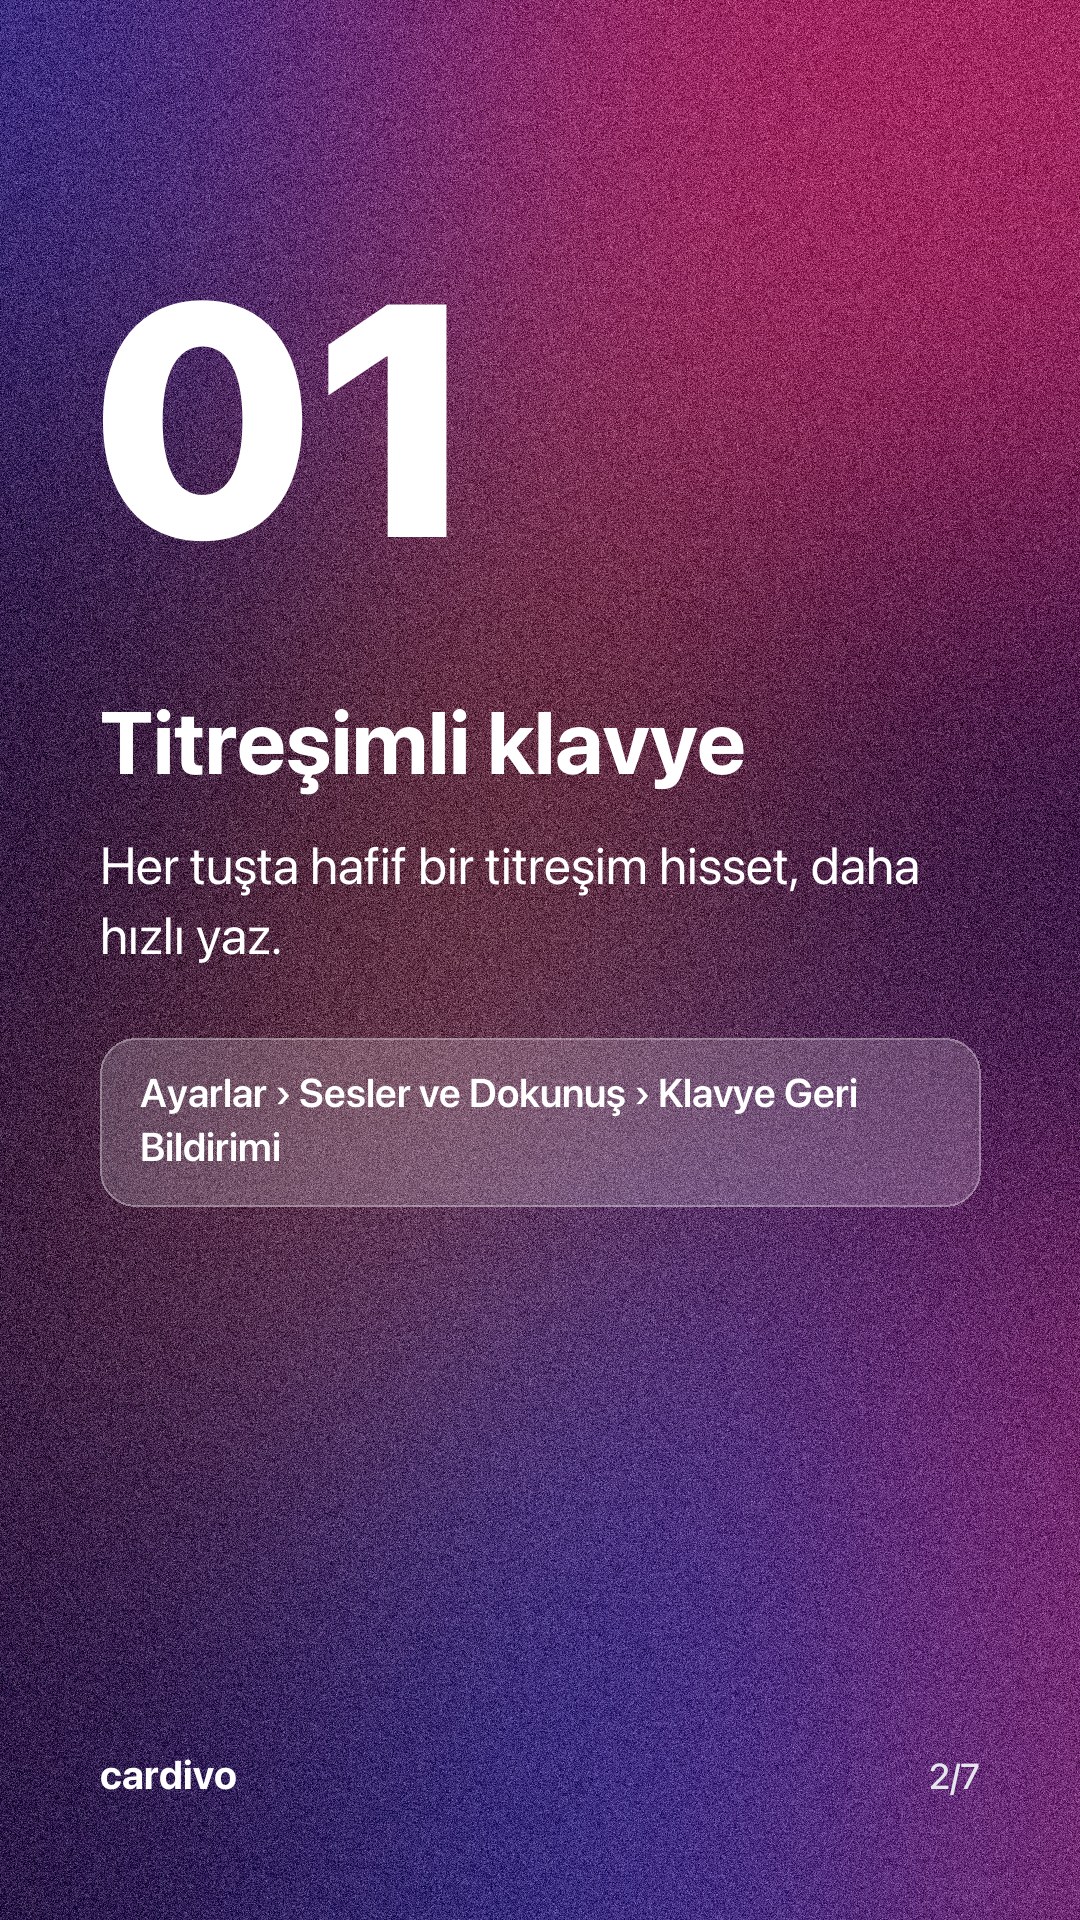 01
Titreşimli klavye
Her tuşta hafif bir titreşim hisset, daha
hızlı yaz.
Ayarlar › Sesler ve Dokunuş › Klavye Geri
Bildirimi
cardivo
2/7